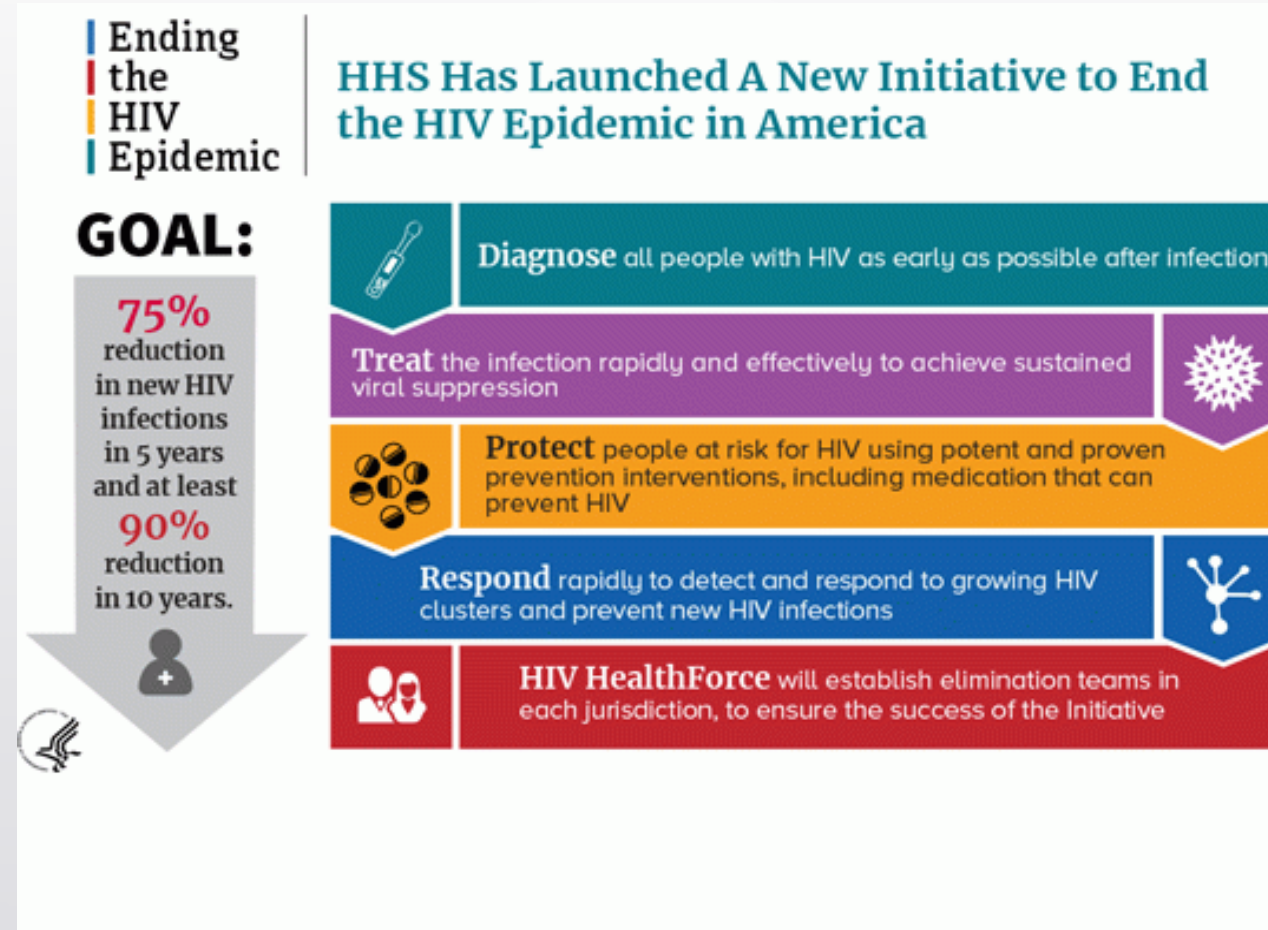 Ending
the
HIV
Epidemic
HHS Has Launched A New Initiative to End
the HIV Epidemic in America
GOAL:
75%
reduction
in new HIV
infections
in 5 years
and at least
90%
reduction
in 10 years.
Diagnose all people with HIV as early as possible after infection
Treat the infection rapidly and effectively to achieve sustained
viral suppression
Protect people at risk for HIV using potent and proven
prevention interventions, including medication that can
prevent HIV
Respond rapidly to detect and respond to growing HIV
clusters and prevent new HIV infections
HIV HealthForce will establish elimination teams in
each jurisdiction, to ensure the success of the Initiative